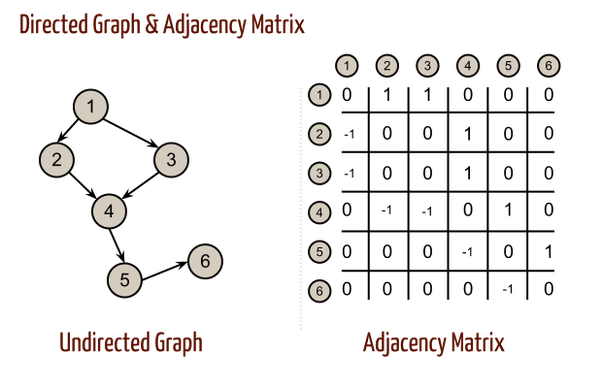 Directed Graph & Adjacency Matrix
1
2
3
4
5
6
1 2 3 4 5 6
1 0 1 1 0 0 0
2 -1 0 0 1 0 0
3 -1 0 0 1 0 0
4 0 -1 -1 0 1 0
5 0 0 0 -1 0 1
6 0 0 0 0 -1 0
Undirected Graph
Adjacency Matrix